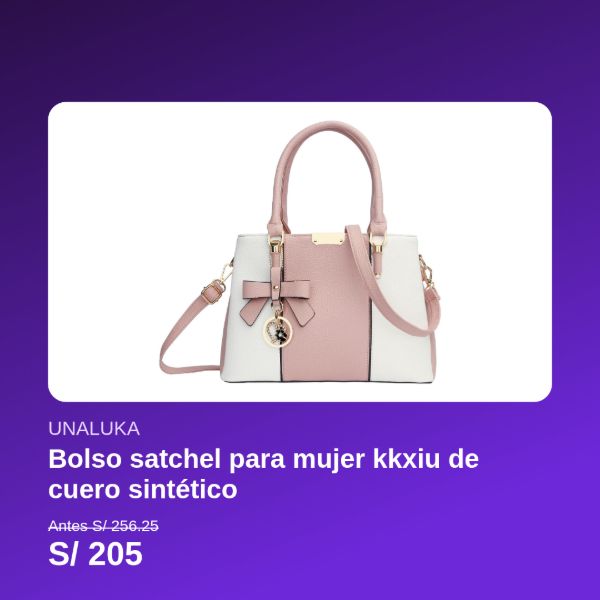 UNALUKA
Bolso satchel para mujer kkxiu de
cuero sintético
Antes S/ 256.25
S/ 205